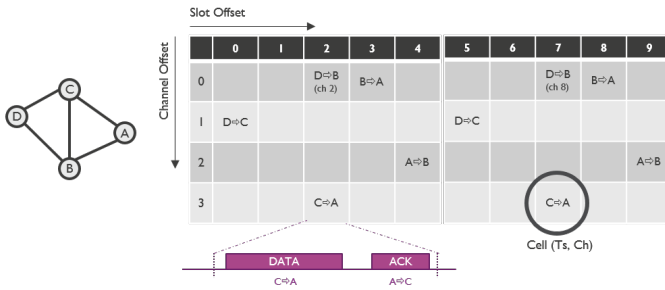 Slot Offset
Channel Offset
0 1 2 3 4 5 6 7 8 9
0 D⇨B B⇨A D⇨B B⇨A
(ch 2) (ch 8)
1 D⇨C D⇨C
2 A⇨B A⇨B
3 C⇨A C⇨A
C
D
A
B
Cell (Ts, Ch)
DATA ACK
C⇨A A⇨C